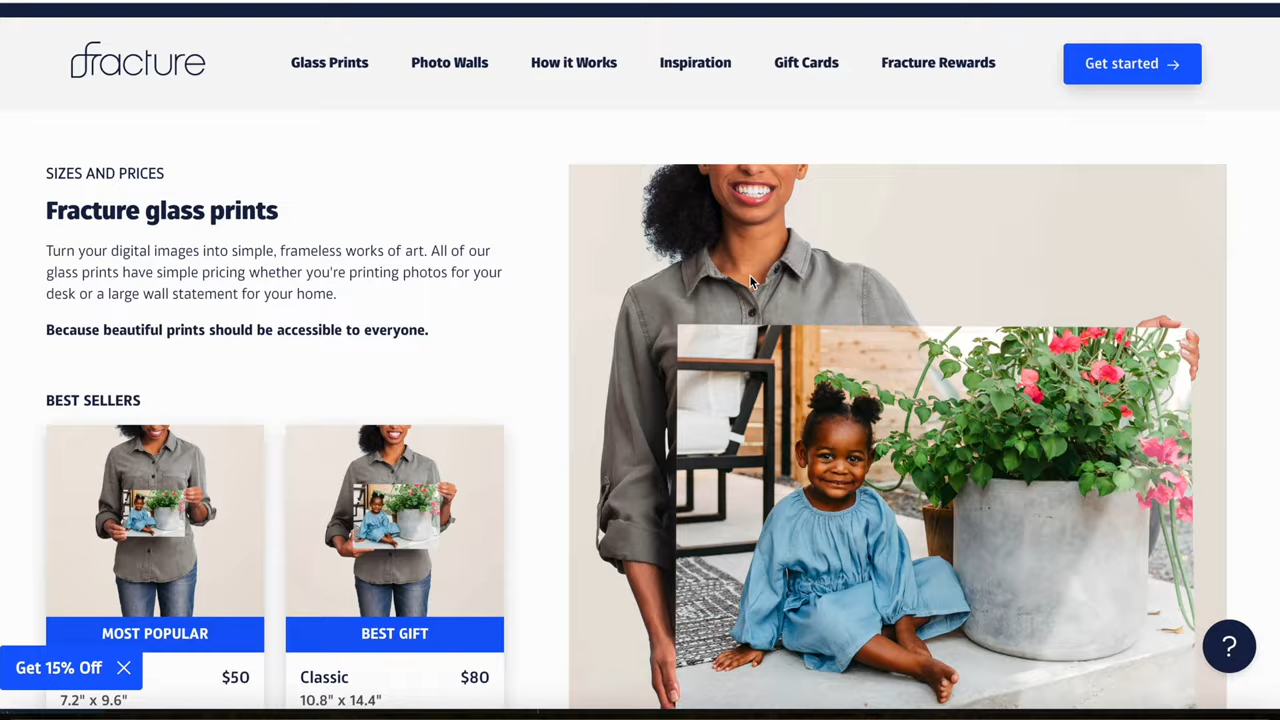 fracture
Glass Prints
Photo Walls
How it Works
Inspiration
Gift Cards
Fracture Rewards
Get started →
SIZES AND PRICES
Fracture glass prints
Turn your digital images into simple, frameless works of art. All of our
glass prints have simple pricing whether you're printing photos for your
desk or a large wall statement for your home.
Because beautiful prints should be accessible to everyone.
BEST SELLERS
MOST POPULAR
$50
7.2" x 9.6"
BEST GIFT
Classic $80
10.8" x 14.4"
Get 15% Off
?